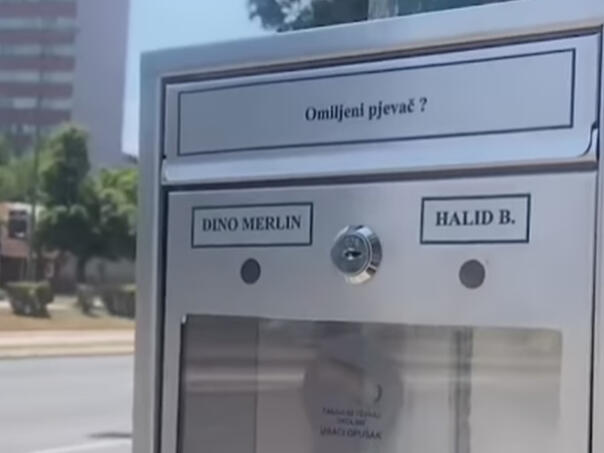 Omiljeni pjevač ?
DINO MERLIN
HALID B.
UBACI OPUŠAK